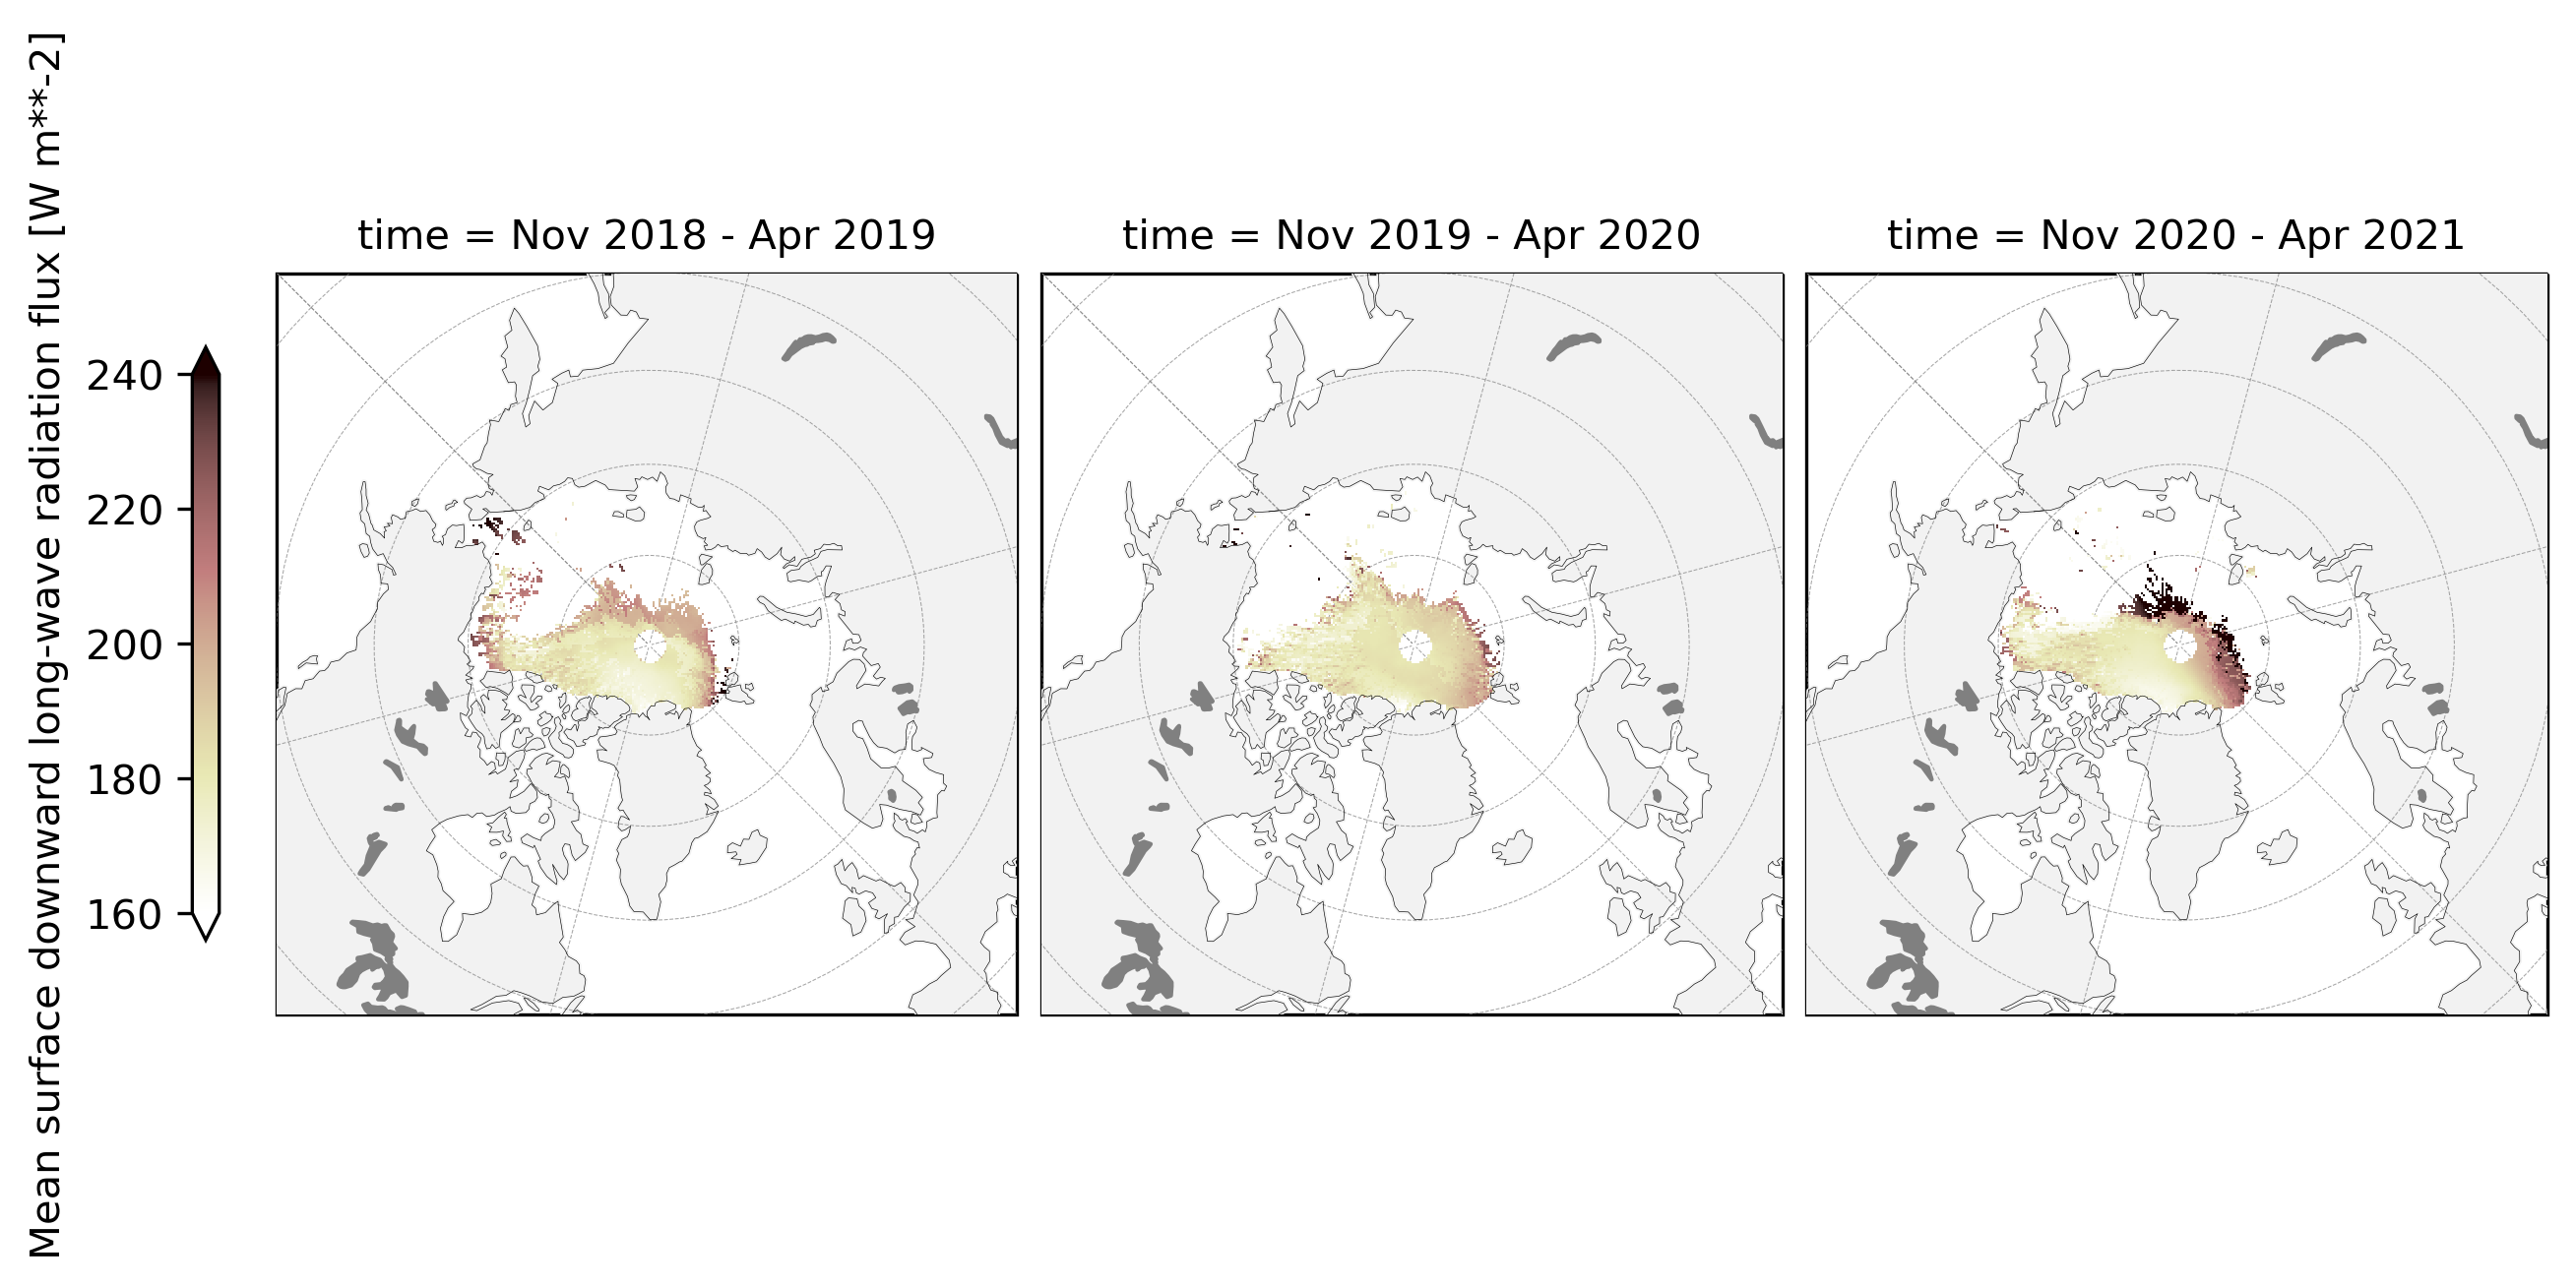 Mean surface downward long-wave radiation flux [W m**-2]
240
220
200
180
160
time = Nov 2018 - Apr 2019
time = Nov 2019 - Apr 2020
time = Nov 2020 - Apr 2021